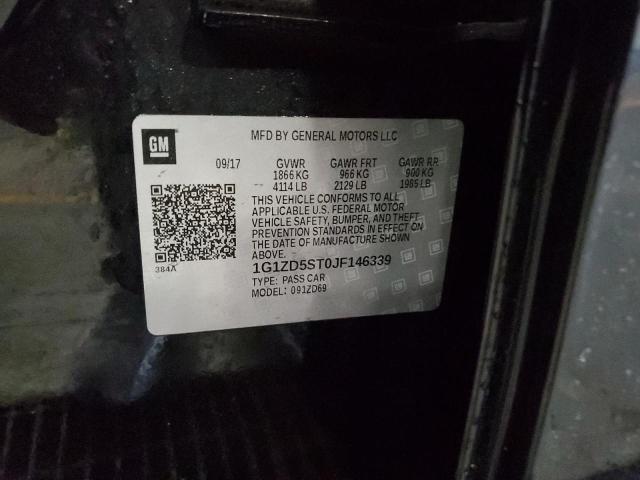 GM
MFD BY GENERAL MOTORS LLC
09/17 GVWR GAWR FRT GAWR RR
1866 KG 966 KG 900 KG
4114 LB 2129 LB 1985 LB
THIS VEHICLE CONFORMS TO ALL
APPLICABLE U.S. FEDERAL MOTOR
VEHICLE SAFETY, BUMPER, AND THEFT
PREVENTION STANDARDS IN EFFECT ON
THE DATE OF MANUFACTURE SHOWN
ABOVE.
384A
1G1ZD5ST0JF146339
TYPE: PASS CAR
MODEL: 091ZD69